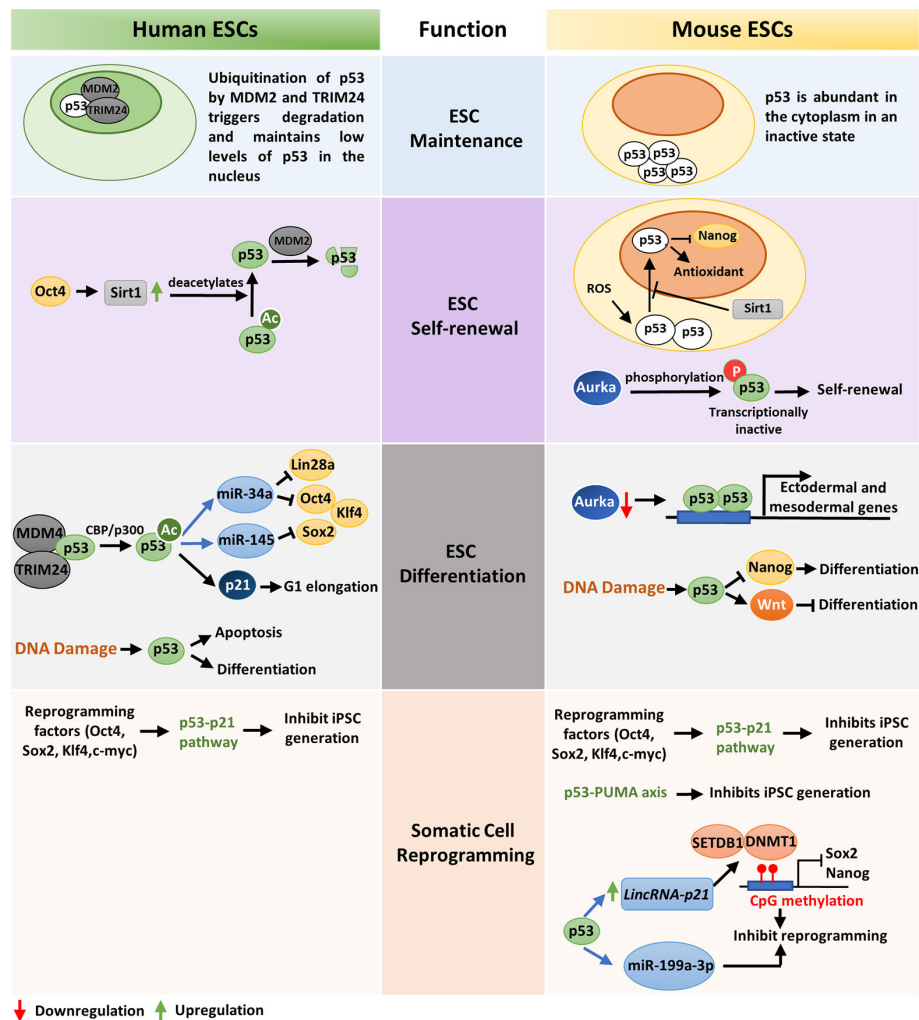 Human ESCs
Function
Mouse ESCs
MDM2
p53
TRIM24
Ubiquitination of p53
by MDM2 and TRIM24
triggers degradation
and maintains low
levels of p53 in the
nucleus
ESC
Maintenance
p53 is abundant in
the cytoplasm in an
inactive state
p53 p53
p53 p53
Oct4
Sirt1
deacetylates
p53
MDM2
p53
Ac
p53
ESC
Self-renewal
p53
Nanog
Antioxidant
ROS
Sirt1
p53 p53
Aurka
phosphorylation
P
p53
Self-renewal
Transcriptionally
inactive
MDM4
p53
TRIM24
CBP/p300
Ac
p53
miR-34a
miR-145
Lin28a
Oct4
Klf4
Sox2
p21
G1 elongation
DNA Damage
p53
Apoptosis
Differentiation
ESC
Differentiation
Aurka
p53 p53
Ectodermal and
mesodermal genes
DNA Damage
p53
Nanog
Differentiation
Wnt
Differentiation
Reprogramming
factors (Oct4,
Sox2, Klf4,c-myc)
p53-p21
pathway
Inhibit iPSC
generation
Somatic Cell
Reprogramming
Reprogramming
factors (Oct4,
Sox2, Klf4,c-myc)
p53-p21
pathway
Inhibits iPSC
generation
p53-PUMA axis
Inhibits iPSC generation
SETDB1
DNMT1
Sox2
Nanog
LincRNA-p21
CpG methylation
p53
Inhibit reprogramming
miR-199a-3p
Downregulation
Upregulation